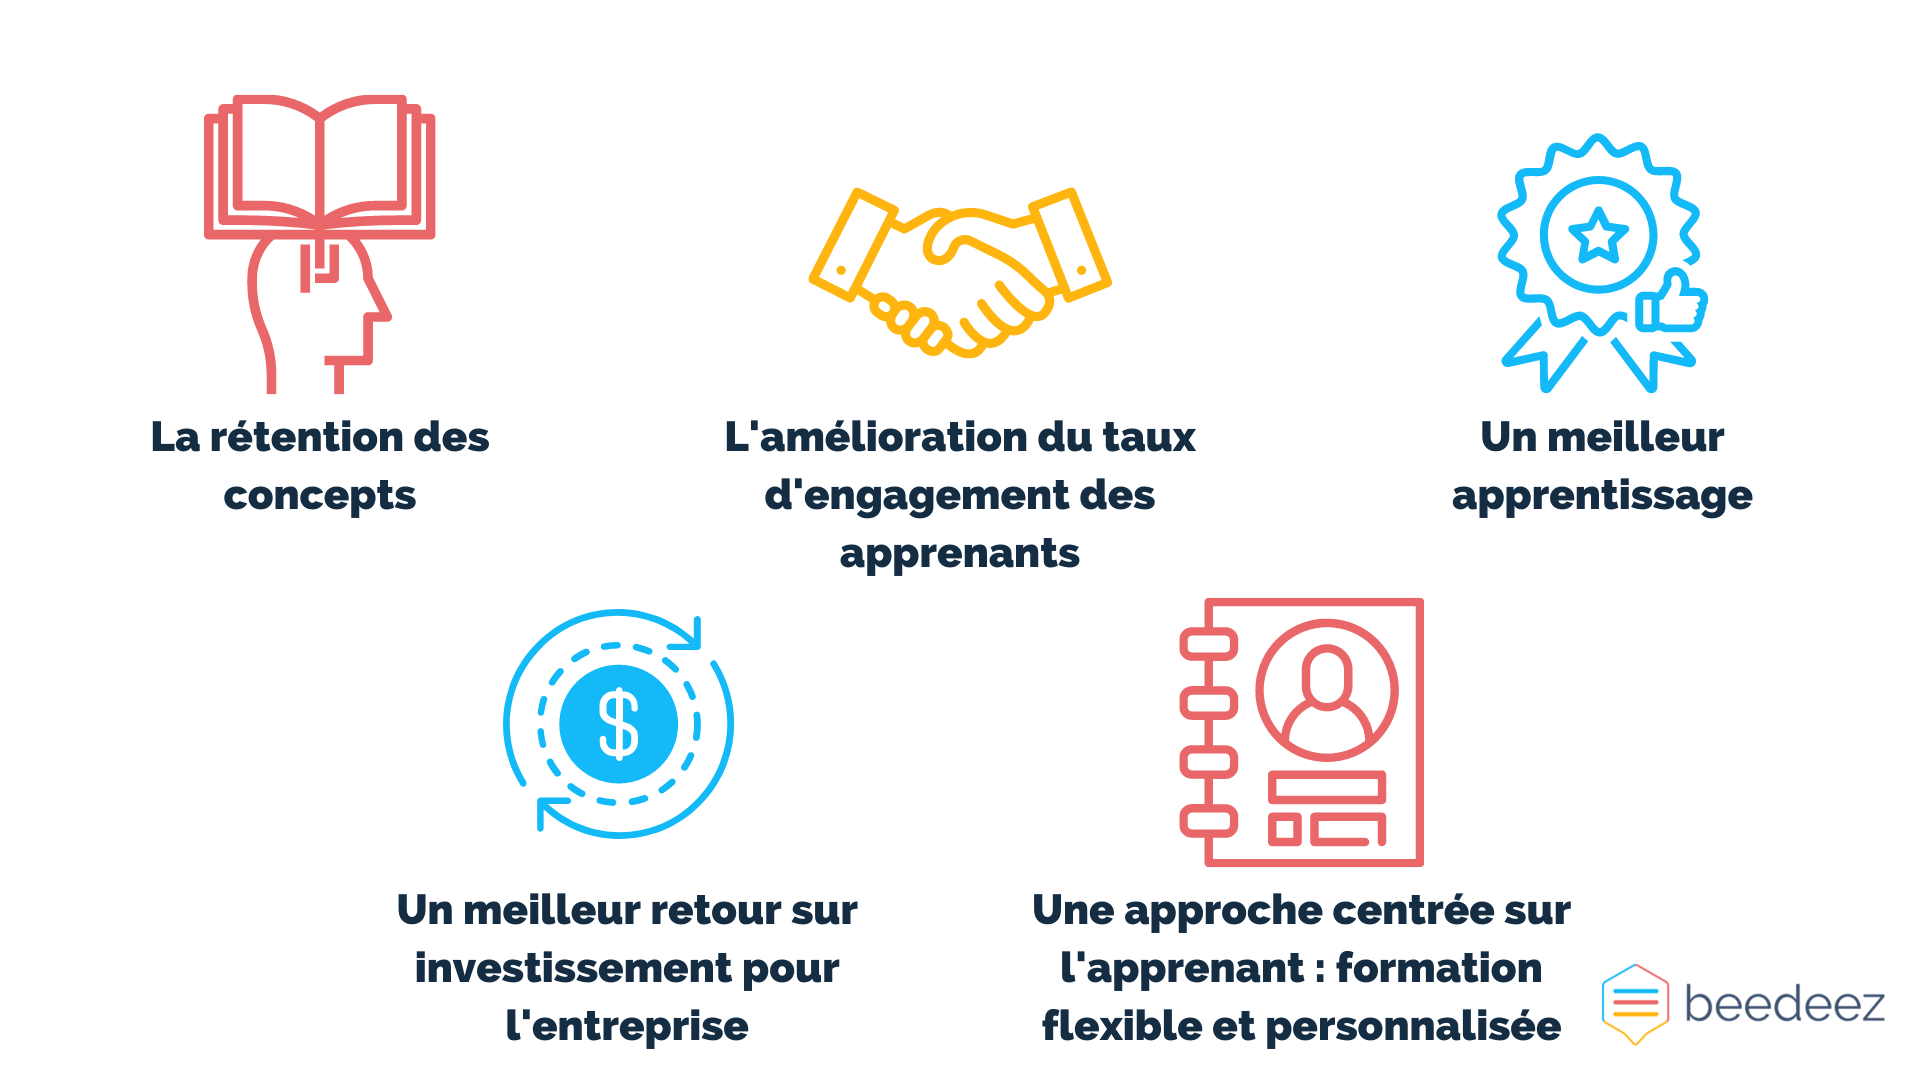 La rétention des
concepts
L'amélioration du taux
d'engagement des
apprenants
Un meilleur
apprentissage
$
Un meilleur retour sur
investissement pour
l'entreprise
Une approche centrée sur
l'apprenant : formation
flexible et personnalisée
beedeez